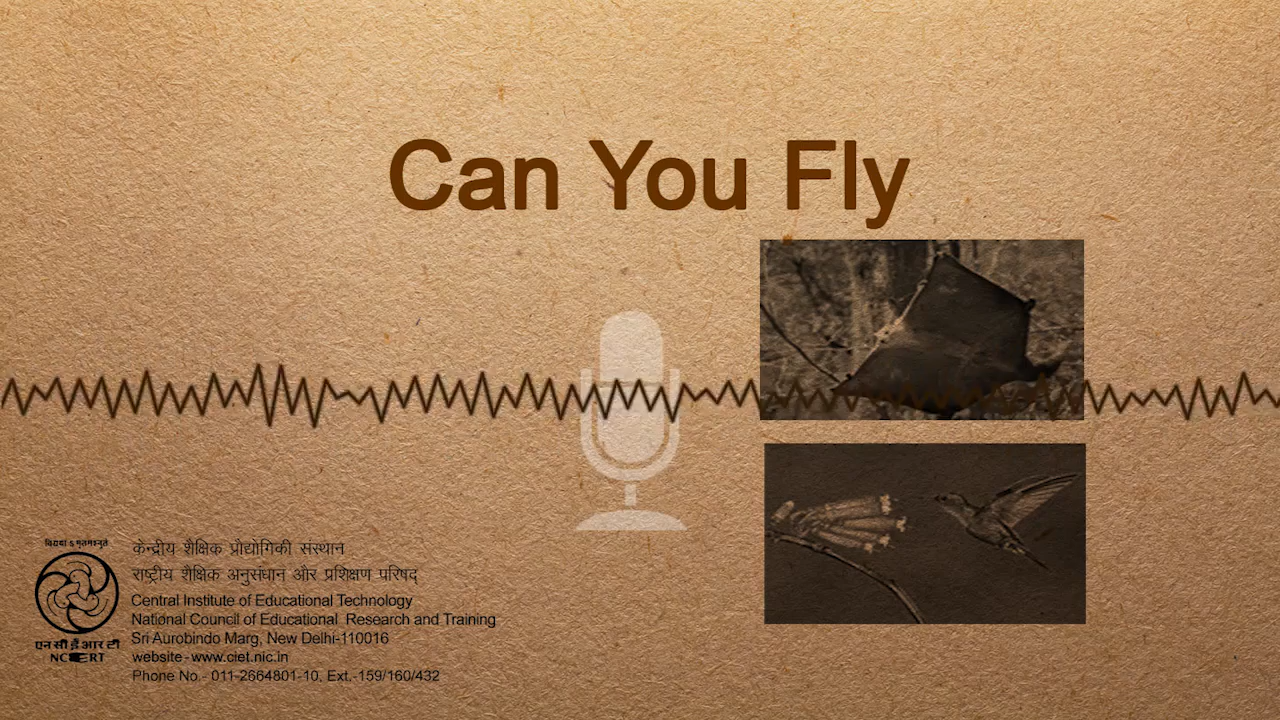 Can You Fly
विद्यया ऽ मृतमश्नुते
एन सी ई आर टी
NCERT
केन्द्रीय शैक्षिक प्रौद्योगिकी संस्थान
राष्ट्रीय शैक्षिक अनुसंधान और प्रशिक्षण परिषद्
Central Institute of Educational Technology
National Council of Educational Research and Training
Sri Aurobindo Marg, New Delhi-110016
website - www.ciet.nic.in
Phone No.- 011-2664801-10, Ext.-159/160/432